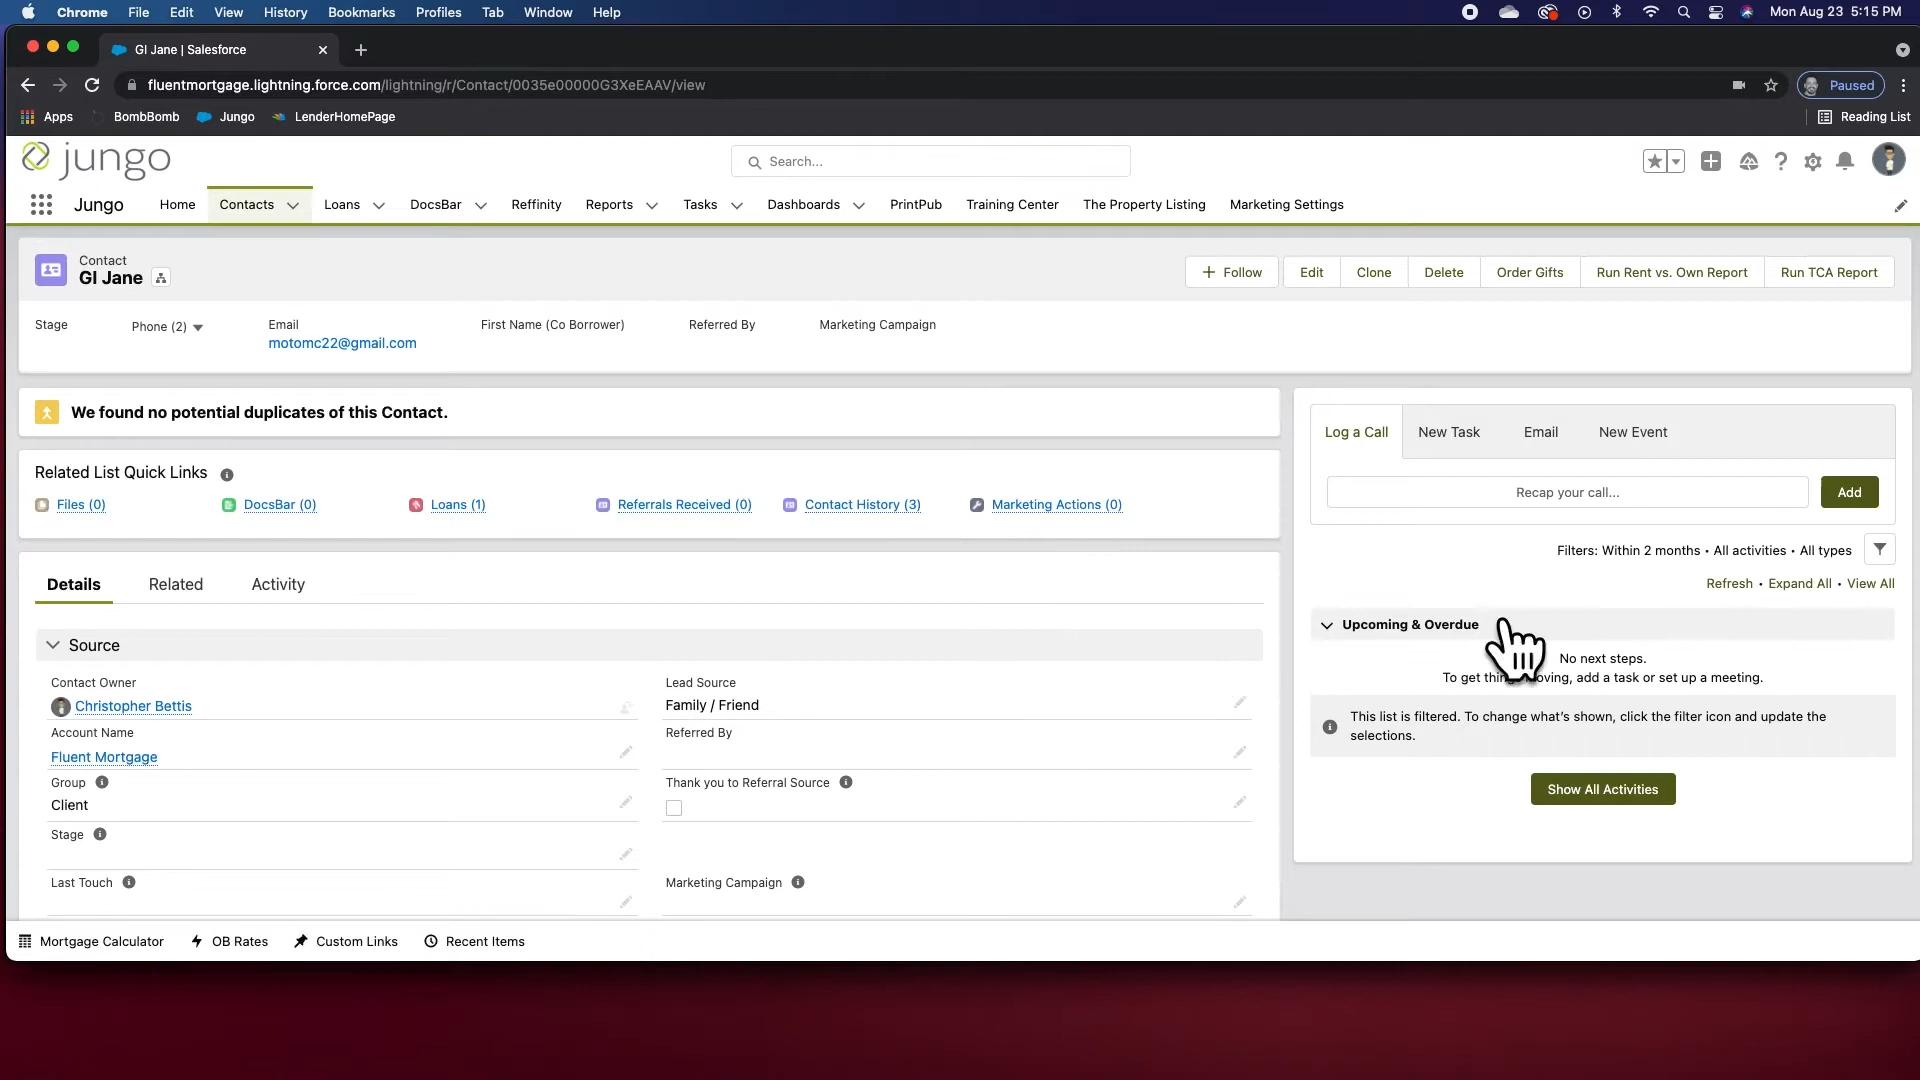 Chrome File Edit View History Bookmarks Profiles Tab Window Help Mon Aug 23 5:15 PM
GI Jane | Salesforce
fluentmortgage.lightning.force.com/lightning/r/Contact/0035e00000G3XeEAAV/view Paused
Apps BombBomb Jungo LenderHomePage Reading List
jungo Search...
Jungo Home Contacts Loans DocsBar Reffinity Reports Tasks Dashboards PrintPub Training Center The Property Listing Marketing Settings
Contact
GI Jane
Follow Edit Clone Delete Order Gifts Run Rent vs. Own Report Run TCA Report
Stage Phone (2) Email First Name (Co Borrower) Referred By Marketing Campaign
motomc22@gmail.com
We found no potential duplicates of this Contact.
Related List Quick Links
Files (0) DocsBar (0) Loans (1) Referrals Received (0) Contact History (3) Marketing Actions (0)
Details Related Activity
Source
Contact Owner
Christopher Bettis
Lead Source
Family / Friend
Account Name
Fluent Mortgage
Referred By
Group
Client
Thank you to Referral Source
Stage
Last Touch
Marketing Campaign
Log a Call New Task Email New Event
Recap your call... Add
Filters: Within 2 months • All activities • All types
Refresh • Expand All • View All
Upcoming & Overdue
No next steps.
To get oving, add a task or set up a meeting.
This list is filtered. To change what's shown, click the filter icon and update the
selections.
Show All Activities
Mortgage Calculator OB Rates Custom Links Recent Items